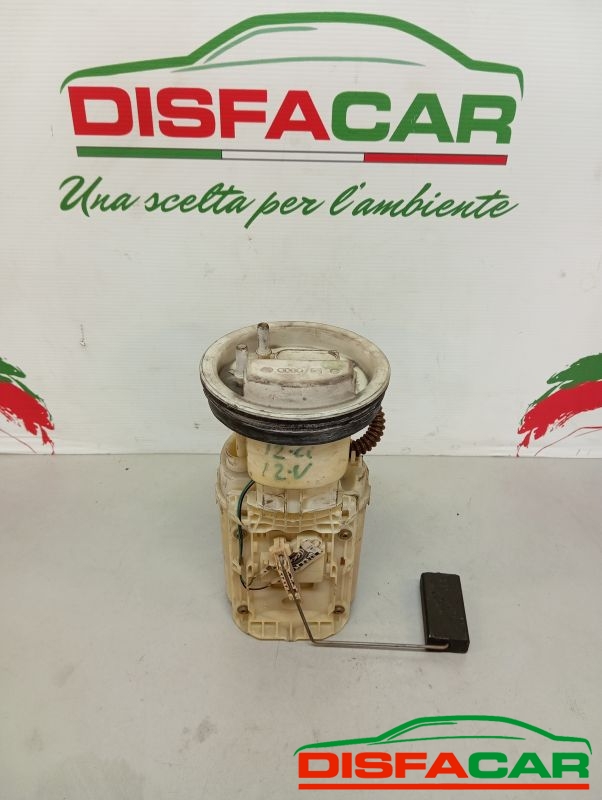 DISFACAR
Una scelta per l'ambiente
12-V
DISFACAR